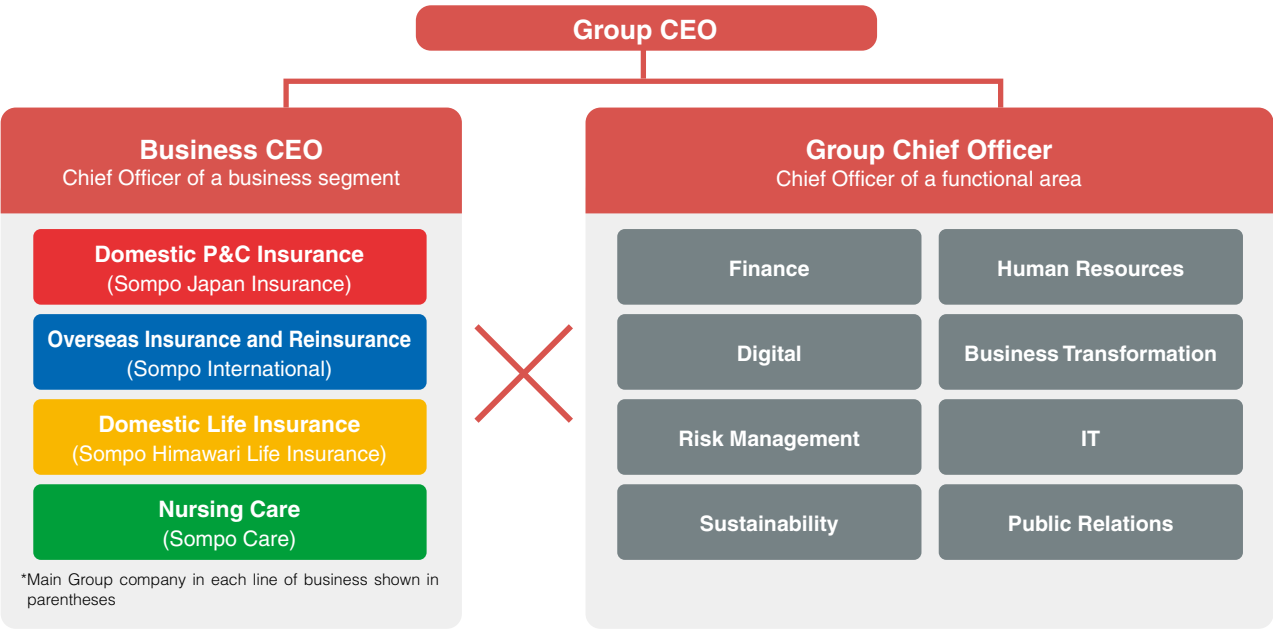 Group CEO
Business CEO
Chief Officer of a business segment
Domestic P&C Insurance
(Sompo Japan Insurance)
Overseas Insurance and Reinsurance
(Sompo International)
Domestic Life Insurance
(Sompo Himawari Life Insurance)
Nursing Care
(Sompo Care)
*Main Group company in each line of business shown in
parentheses
Group Chief Officer
Chief Officer of a functional area
Finance
Human Resources
Digital
Business Transformation
Risk Management
IT
Sustainability
Public Relations